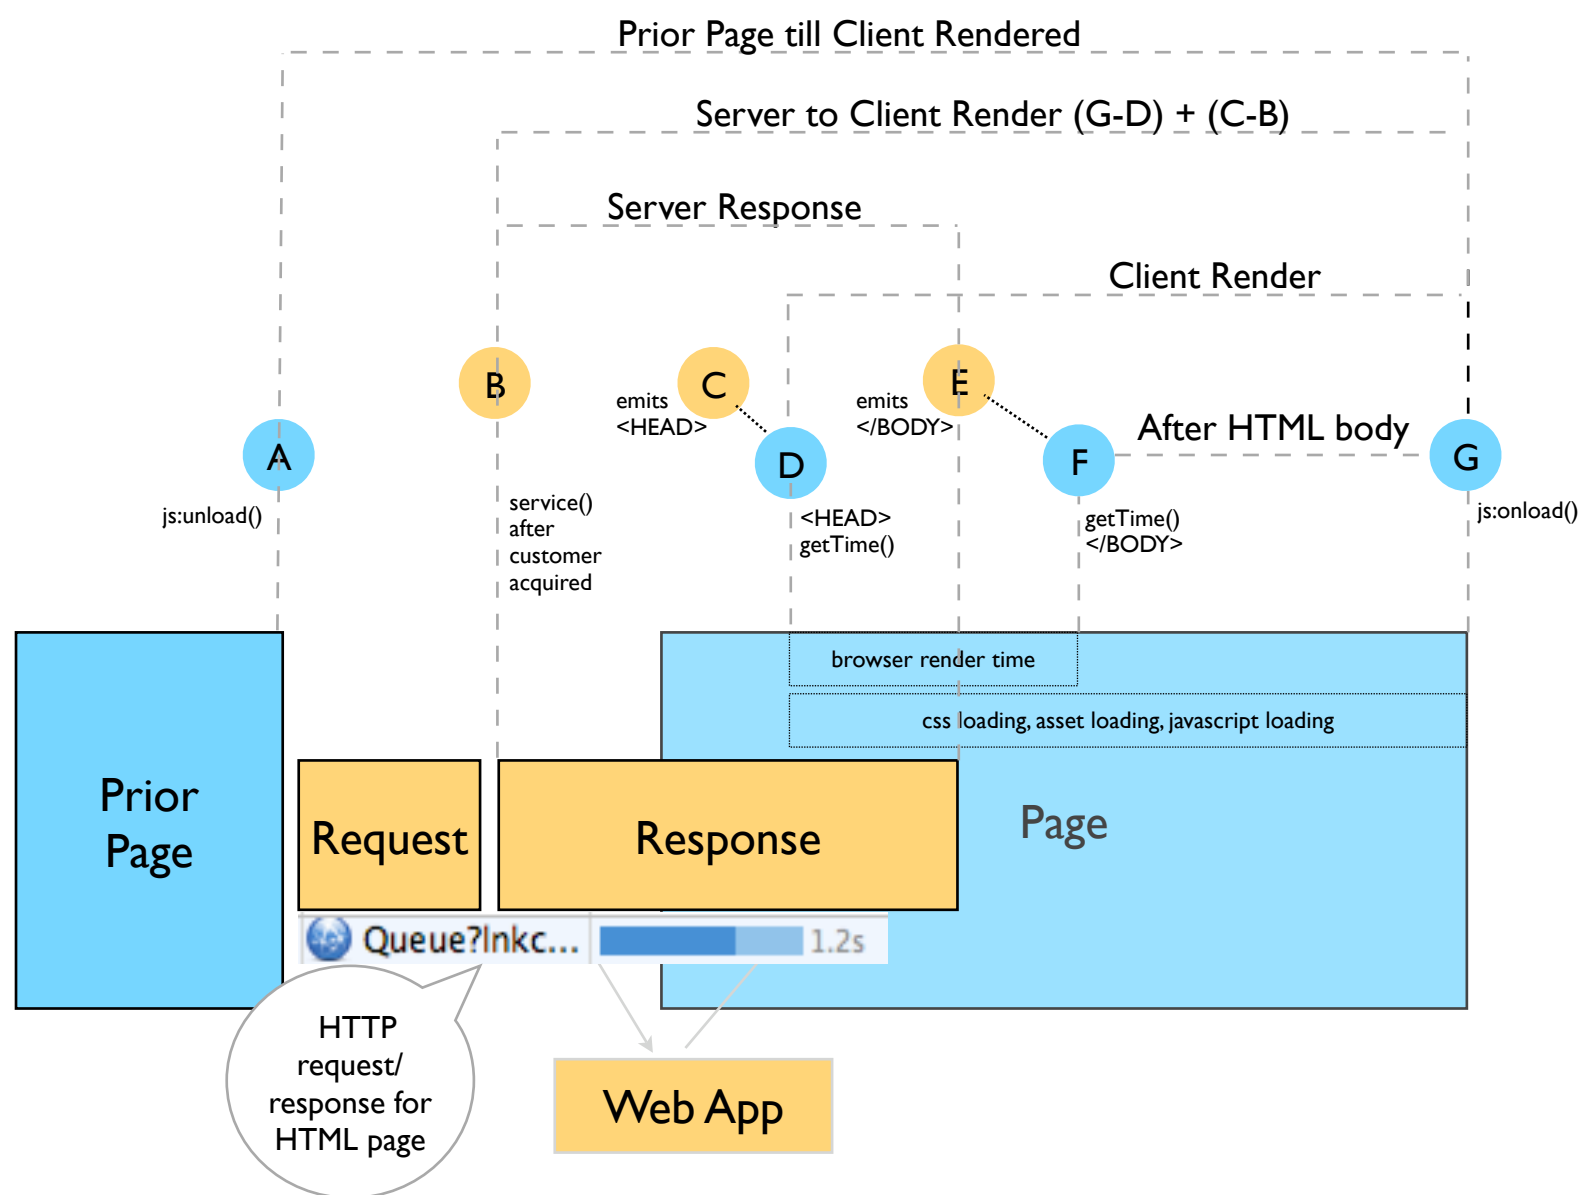 Prior Page till Client Rendered
Server to Client Render (G-D) + (C-B)
Server Response
Client Render
B
C
E
emits
<HEAD>
emits
</BODY>
After HTML body
A
D
F
G
js:unload()
service()
after
customer
acquired
<HEAD>
getTime()
getTime()
</BODY>
js:onload()
browser render time
css loading, asset loading, javascript loading
Prior
Page
Request
Response
Page
Queue?lnkc...
1.2s
HTTP
request/
response for
HTML page
Web App